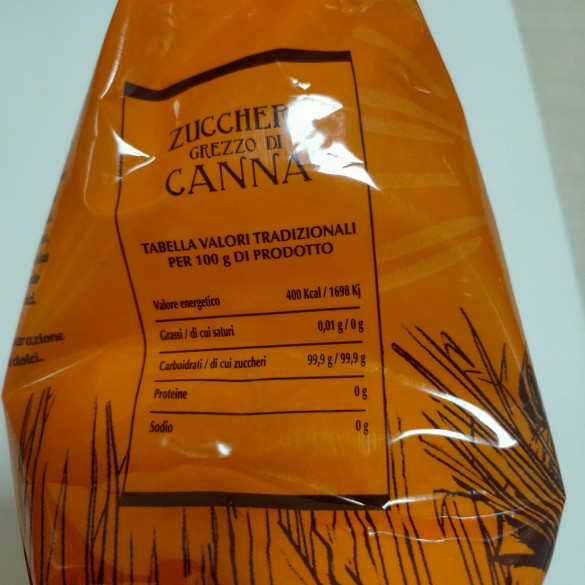 ZUCCHER
GREZZO DI
CANNA
TABELLA VALORI TRADIZIONALI
PER 100 g DI PRODOTTO
Valore energetico 400 Kcal / 1698 Kj
Grassi / di cui saturi 0,01 g / 0 g
Carboidrati / di cui zuccheri 99,9 g / 99,9 g
Proteine 0 g
Sodio 0 g